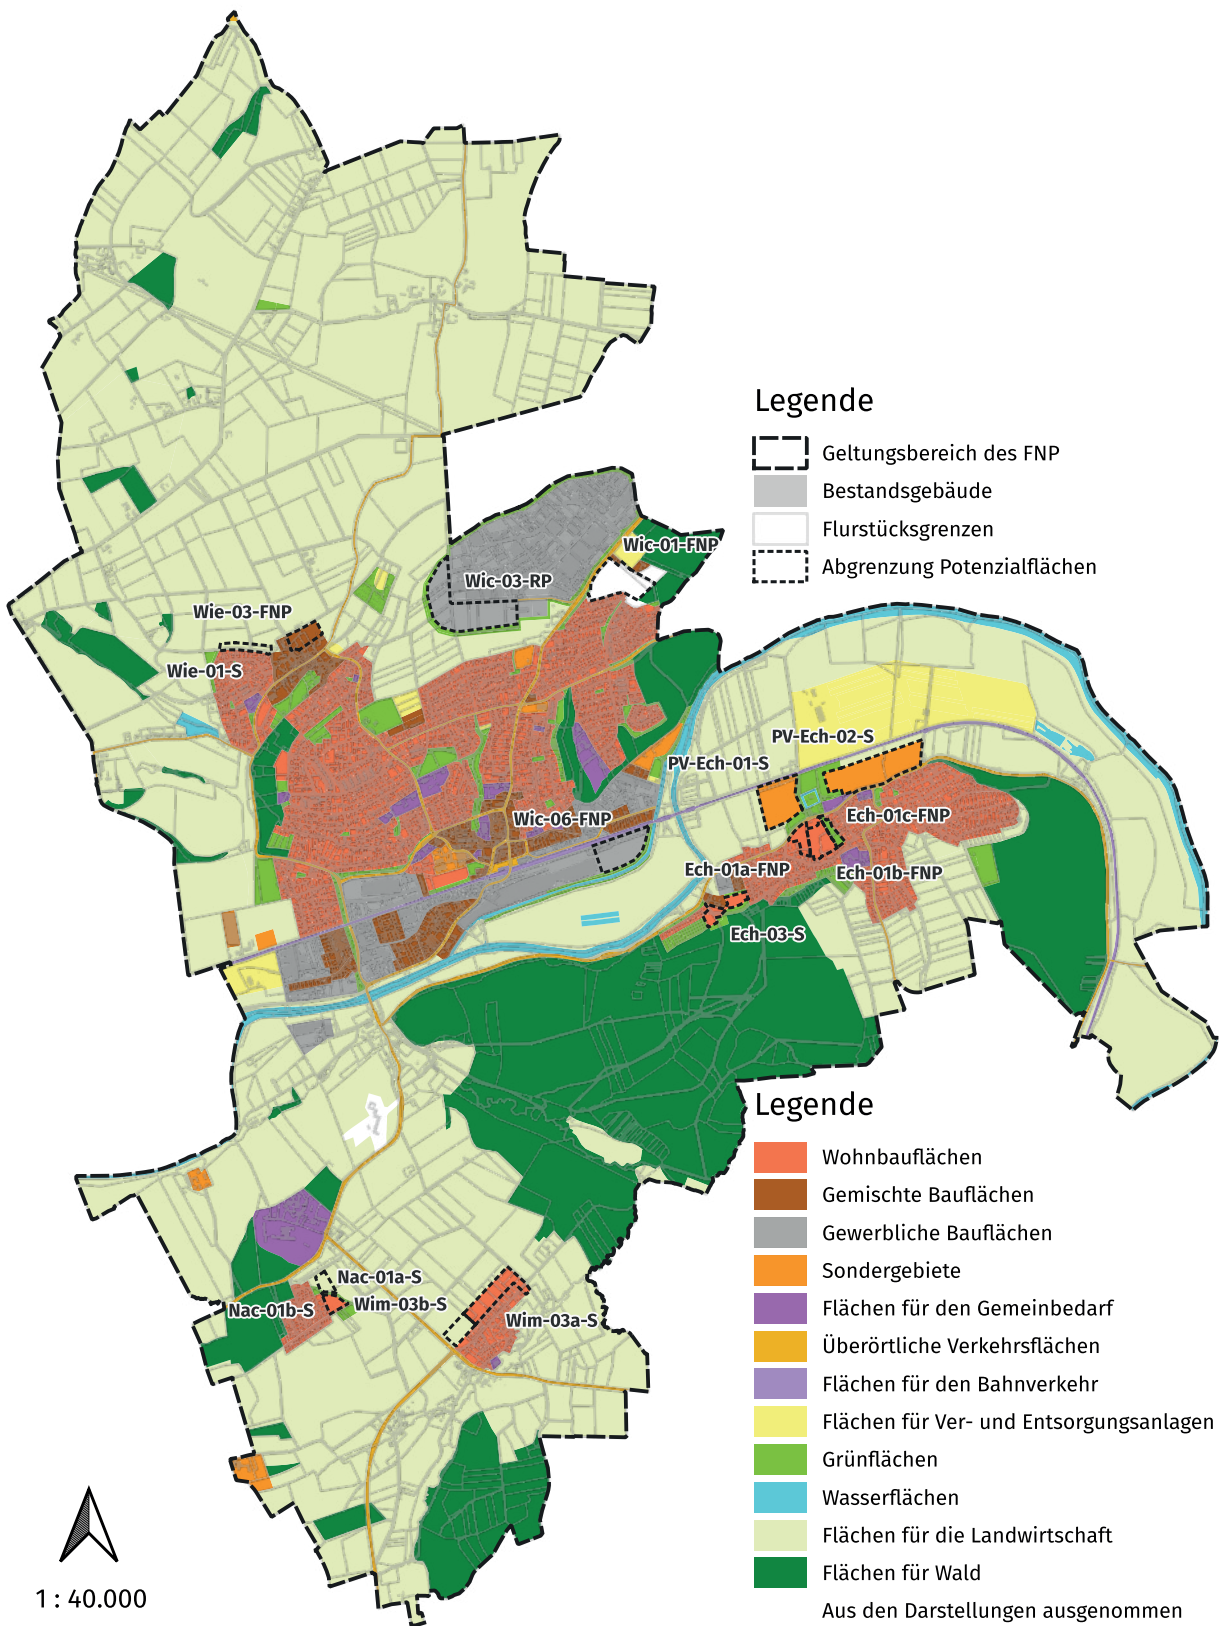 Legende
Geltungsbereich des FNP
Bestandsgebäude
Flurstücksgrenzen
Abgrenzung Potenzialflächen
Wic-01-FNP
Wic-03-RP
Wie-03-FNP
Wie-01-S
PV-Ech-02-S
PV-Ech-01-S
Wic-06-FNP
Ech-01c-FNP
Ech-01a-FNP
Ech-01b-FNP
Ech-03-S
Nac-01a-S
Nac-01b-S
Wim-03b-S
Wim-03a-S
Legende
Wohnbauflächen
Gemischte Bauflächen
Gewerbliche Bauflächen
Sondergebiete
Flächen für den Gemeinbedarf
Überörtliche Verkehrsflächen
Flächen für den Bahnverkehr
Flächen für Ver- und Entsorgungsanlagen
Grünflächen
Wasserflächen
Flächen für die Landwirtschaft
Flächen für Wald
Aus den Darstellungen ausgenommen
1 : 40.000